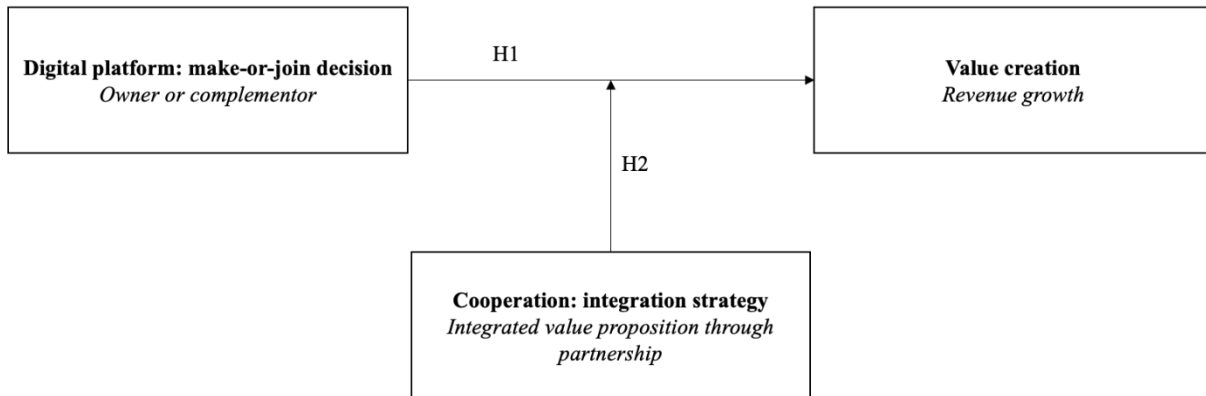 Digital platform: make-or-join decision
Owner or complementor
H1
Value creation
Revenue growth
H2
Cooperation: integration strategy
Integrated value proposition through
partnership